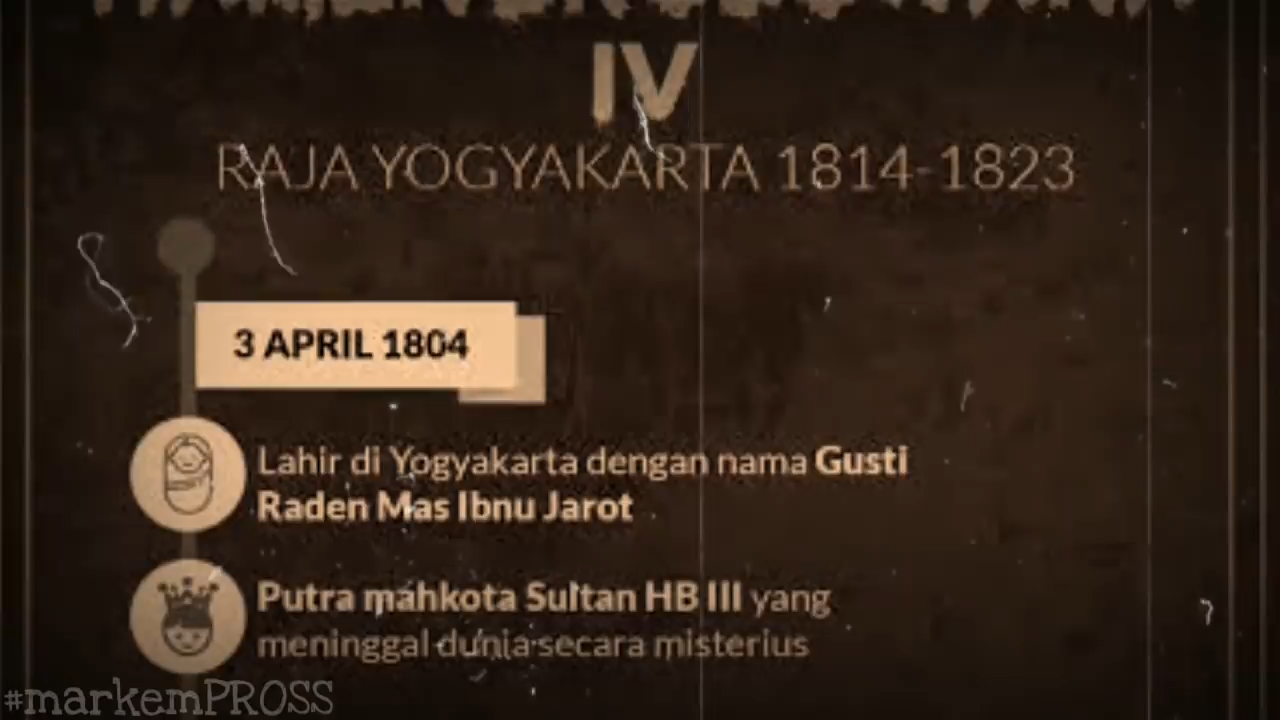 IV
RAJA YOGYAKARTA 1814-1823
3 APRIL 1804
Lahir di Yogyakarta dengan nama Gusti
Raden Mas Ibnu Jarot
Putra mahkota Sultan HB III yang
meninggal dunia secara misterius
#markemPROSS